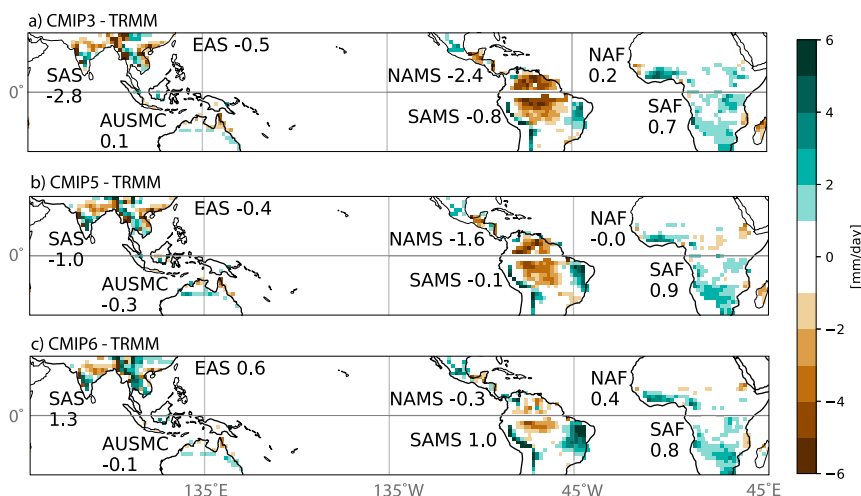 a) CMIP3 - TRMM
EAS -0.5
SAS
-2.8
NAMS -2.4
NAF
0.2
0°
AUSMC
0.1
SAMS -0.8
SAF
0.7
b) CMIP5 - TRMM
EAS -0.4
SAS
-1.0
NAMS -1.6
NAF
-0.0
0°
AUSMC
-0.3
SAMS -0.1
SAF
0.9
c) CMIP6 - TRMM
EAS 0.6
SAS
1.3
NAMS -0.3
NAF
0.4
0°
AUSMC
-0.1
SAMS 1.0
SAF
0.8
135˚E
135˚W
45˚W
45˚E
6
4
2
0
−2
−4
−6
[mm/day]